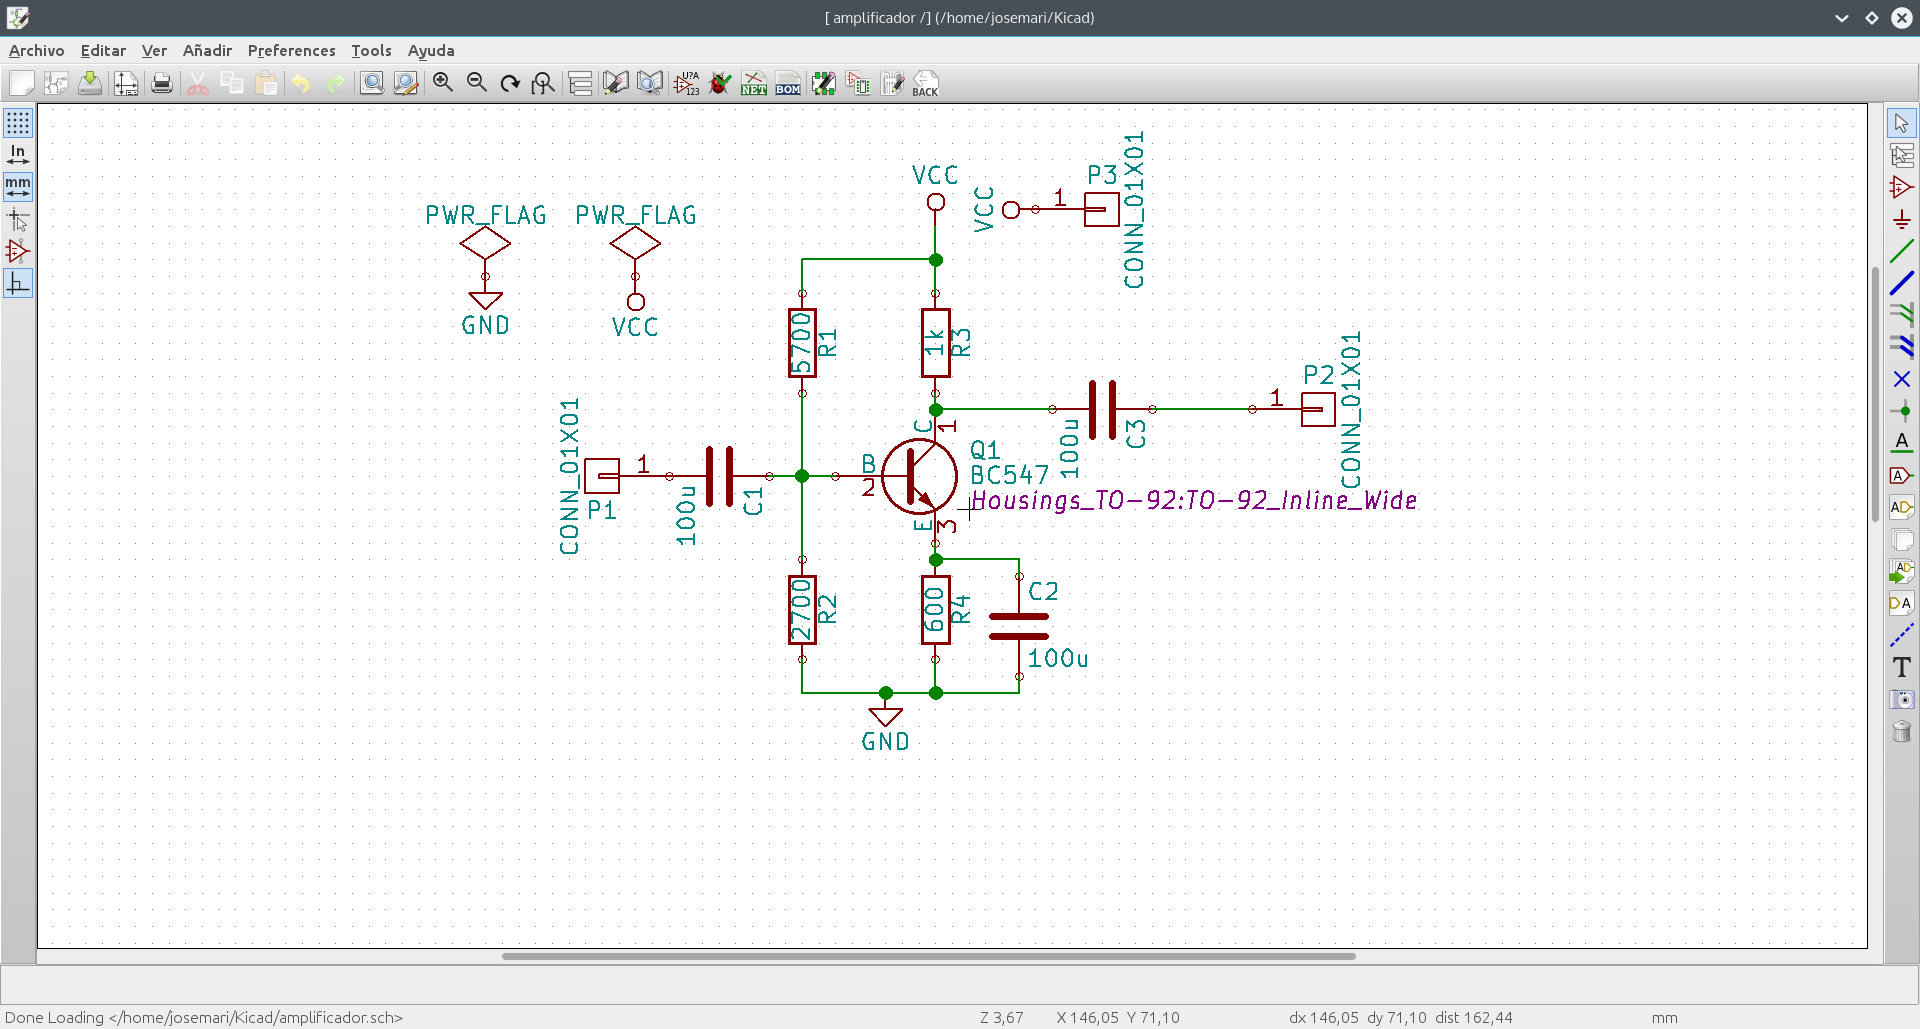 [ amplificador /] (/home/josemari/Kicad)
Archivo Editar Ver Añadir Preferences Tools Ayuda
U?A
123
NET
BOM
BACK
In
mm
VCC
VCC
P3
1
CONN_01X01
PWR_FLAG
PWR_FLAG
GND
VCC
5700
R1
1k
R3
P2
1
CONN_01X01
C
1
100u
C3
CONN_01X01
P1
1
100u
C1
B
2
Q1
BC547
Housings_TO-92:TO-92_Inline_Wide
E
3
2700
R2
600
R4
C2
100u
GND
A
A
AD
AD
DA
T
Done Loading </home/josemari/Kicad/amplificador.sch>
Z 3,67
X 146,05 Y 71,10
dx 146,05 dy 71,10 dist 162,44
mm